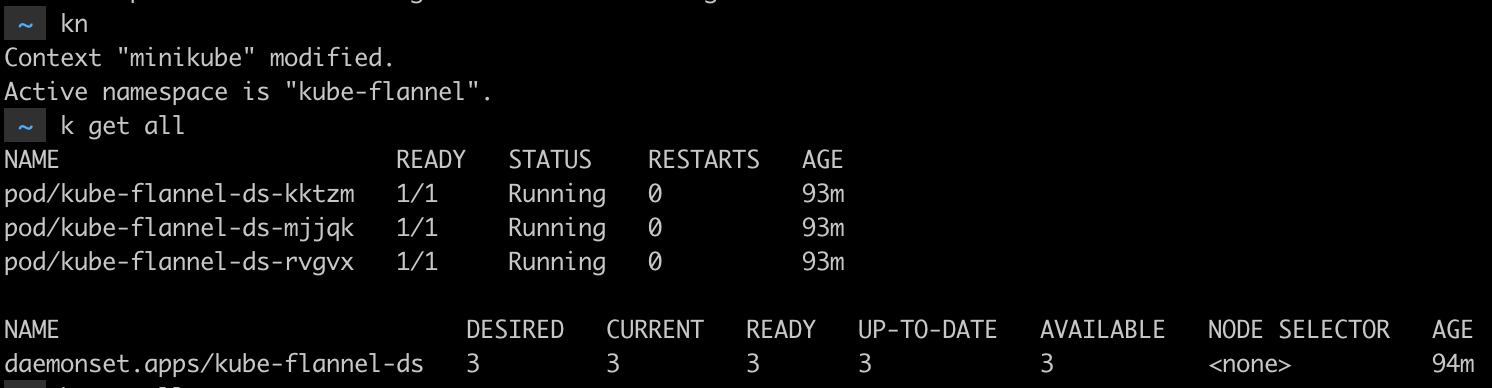 ~ kn
Context "minikube" modified.
Active namespace is "kube-flannel".
~ k get all
NAME READY STATUS RESTARTS AGE
pod/kube-flannel-ds-kktzm 1/1 Running 0 93m
pod/kube-flannel-ds-mjjqk 1/1 Running 0 93m
pod/kube-flannel-ds-rvgvx 1/1 Running 0 93m
NAME DESIRED CURRENT READY UP-TO-DATE AVAILABLE NODE SELECTOR AGE
daemonset.apps/kube-flannel-ds 3 3 3 3 3 <none> 94m